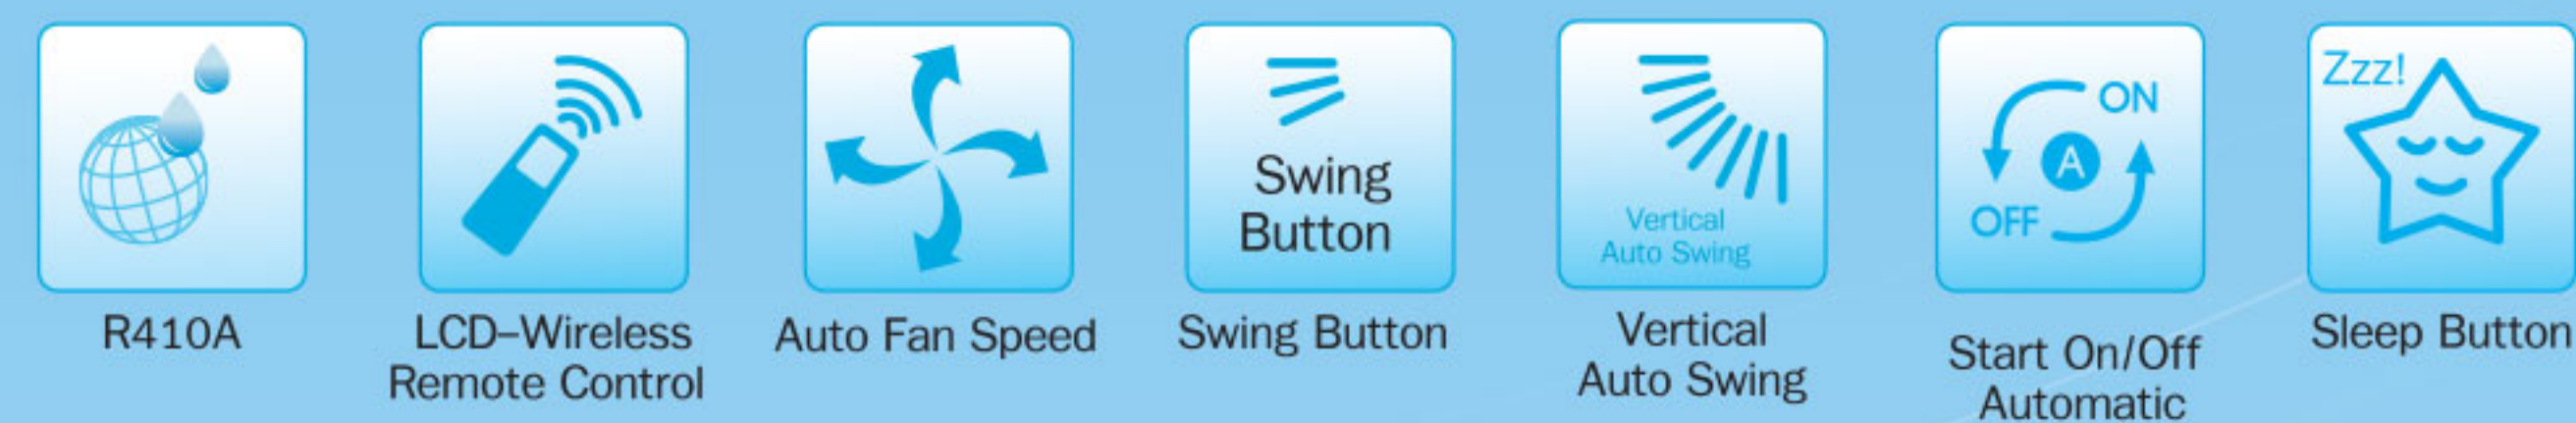 R410A
LCD–Wireless
Remote Control
Auto Fan Speed
Swing
Button
Swing Button
Vertical
Auto Swing
Vertical
Auto Swing
ON
A
OFF
Start On/Off
Automatic
Zzz!
Sleep Button